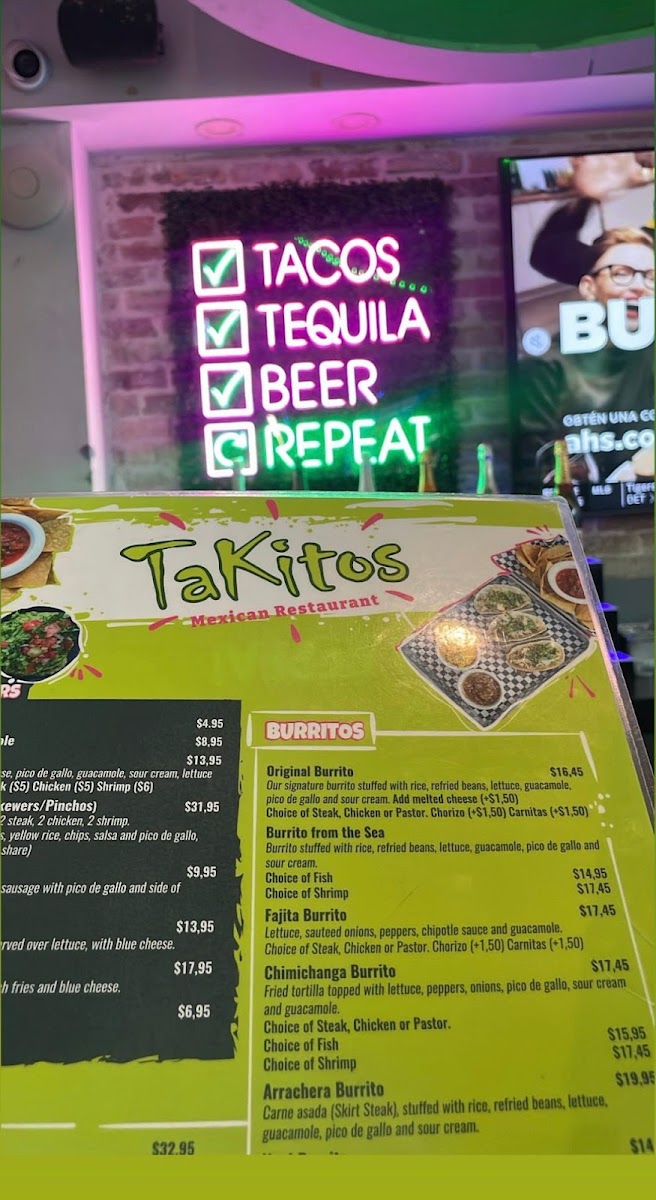 TACOS
TEQUILA
BEER
REPEAT
BU
OBTÉN UNA CO
ahs.co
MLB
Tigers
DET
TaKitos
Mexican Restaurant
RS
$4.95
ole $8,95
$13,95
se, pico de gallo, guacamole, sour cream, lettuce
k ($5) Chicken ($5) Shrimp ($6)
kewers/Pinchos) $31,95
2 steak, 2 chicken, 2 shrimp.
s, yellow rice, chips, salsa and pico de gallo,
share)
$9,95
sausage with pico de gallo and side of
$13,95
rved over lettuce, with blue cheese.
$17,95
h fries and blue cheese.
$6,95
$32,95
BURRITOS
Original Burrito $16,45
Our signature burrito stuffed with rice, refried beans, lettuce, guacamole,
pico de gallo and sour cream. Add melted cheese (+$1,50)
Choice of Steak, Chicken or Pastor. Chorizo (+$1,50) Carnitas (+$1,50)
Burrito from the Sea
Burrito stuffed with rice, refried beans, lettuce, guacamole, pico de gallo and
sour cream.
Choice of Fish $14,95
Choice of Shrimp $17,45
Fajita Burrito $17,45
Lettuce, sauteed onions, peppers, chipotle sauce and guacamole.
Choice of Steak, Chicken or Pastor. Chorizo (+1,50) Carnitas (+1,50)
Chimichanga Burrito $17,45
Fried tortilla topped with lettuce, peppers, onions, pico de gallo, sour cream
and guacamole.
Choice of Steak, Chicken or Pastor.
Choice of Fish $15,95
Choice of Shrimp $17,45
Arrachera Burrito $19,95
Carne asada (Skirt Steak), stuffed with rice, refried beans, lettuce,
guacamole, pico de gallo and sour cream.
$14